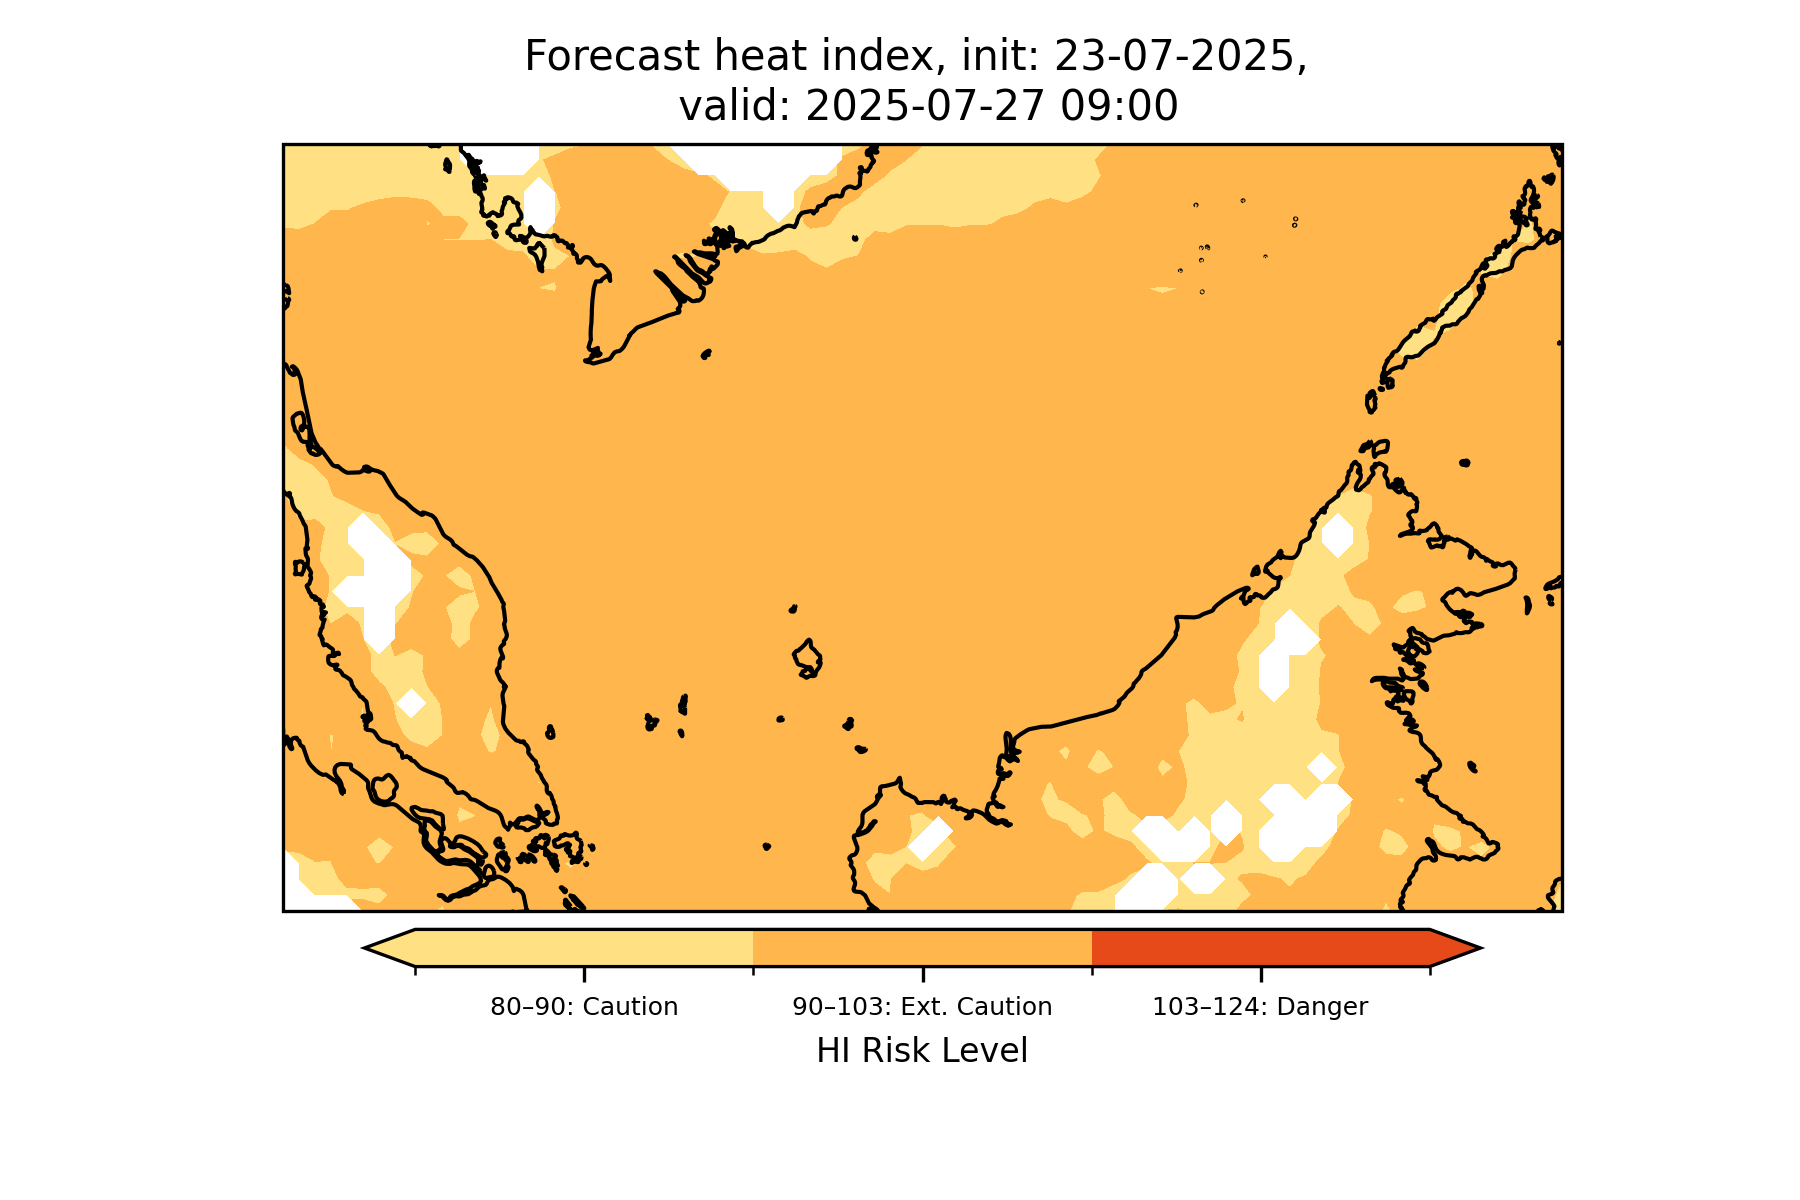 Forecast heat index, init: 23-07-2025,
valid: 2025-07-27 09:00
80–90: Caution
90–103: Ext. Caution
103–124: Danger
HI Risk Level